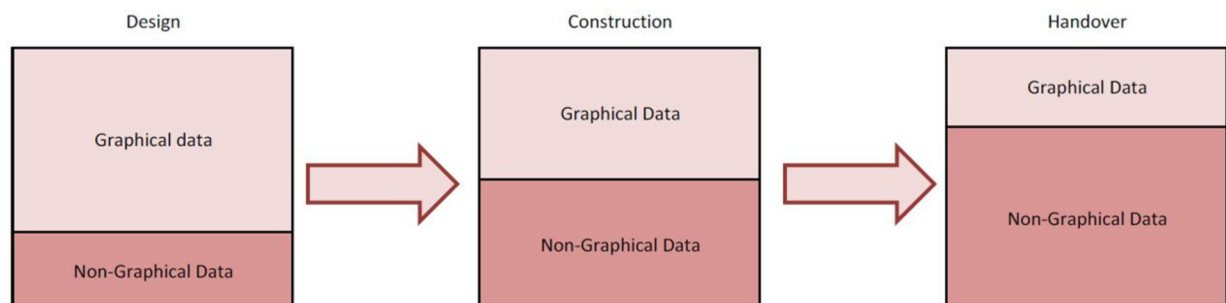 Design
Construction
Handover
Graphical data
Non-Graphical Data
Graphical Data
Non-Graphical Data
Graphical Data
Non-Graphical Data